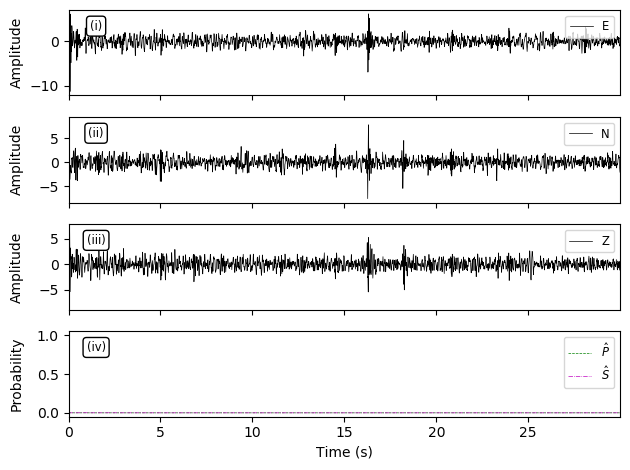 (i)
E
Amplitude
0
−10
(ii)
N
Amplitude
5
0
−5
(iii)
Z
Amplitude
5
0
−5
(iv)
P̂
Ŝ
Probability
1.0
0.5
0.0
0 5 10 15 20 25
Time (s)